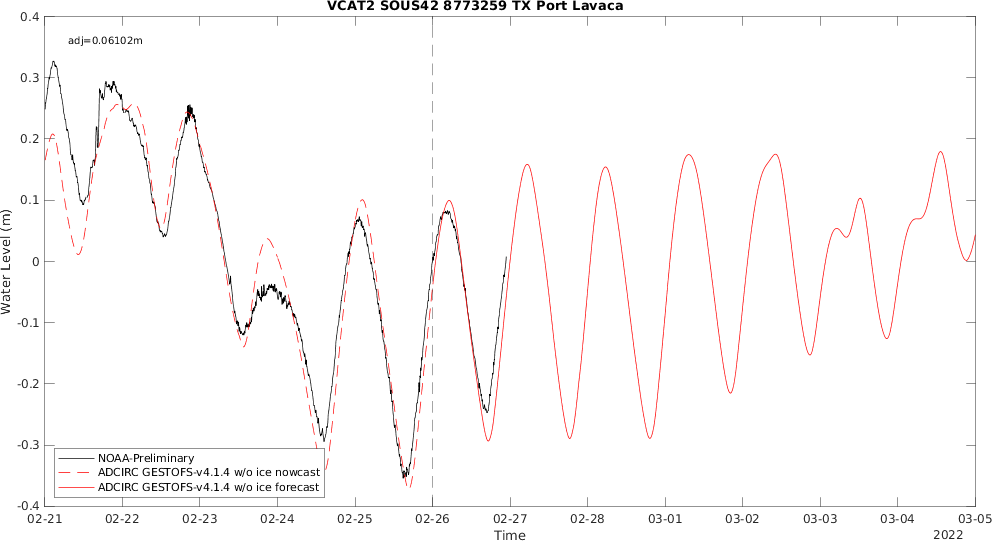 VCAT2 SOUS42 8773259 TX Port Lavaca
adj=0.06102m
0.4
0.3
0.2
0.1
0
-0.1
-0.2
-0.3
-0.4
Water Level (m)
NOAA-Preliminary
ADCIRC GESTOFS-v4.1.4 w/o ice nowcast
ADCIRC GESTOFS-v4.1.4 w/o ice forecast
02-21 02-22 02-23 02-24 02-25 02-26 02-27 02-28 03-01 03-02 03-03 03-04 03-05
Time
2022